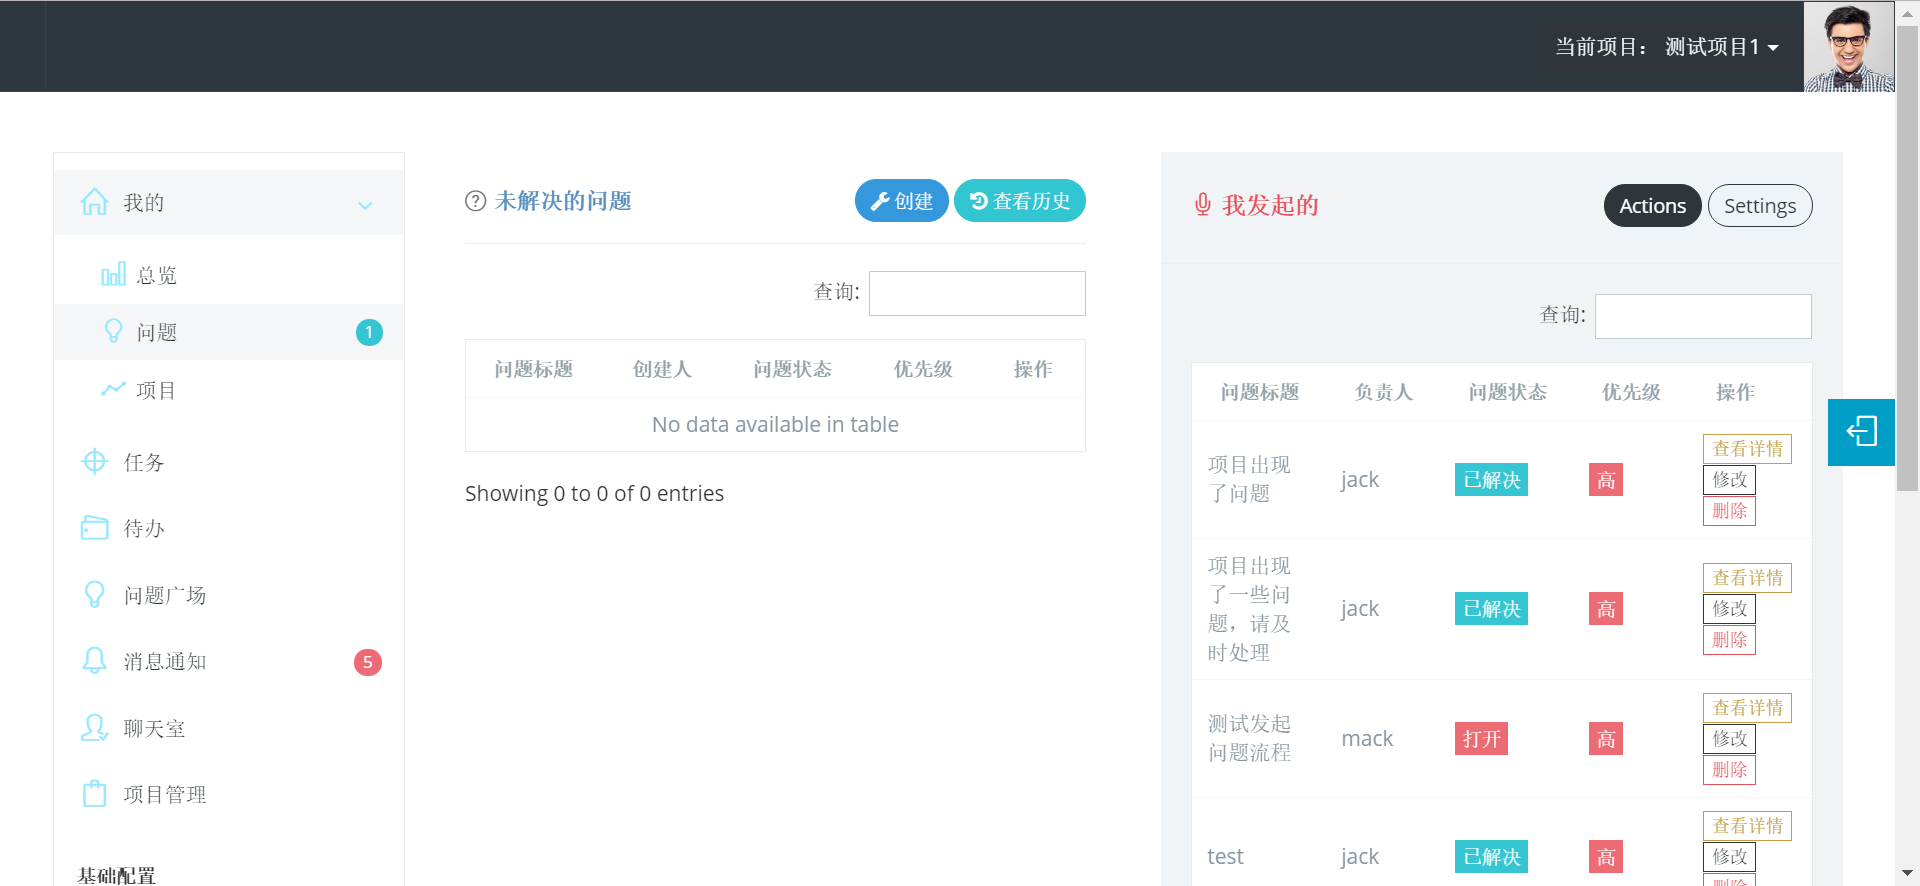 当前项目： 测试项目1
我的
总览
问题 1
项目
任务
待办
问题广场
消息通知 5
聊天室
项目管理
基础配置
未解决的问题 创建 查看历史
查询:
问题标题 创建人 问题状态 优先级 操作
No data available in table
Showing 0 to 0 of 0 entries
我发起的 Actions Settings
查询:
问题标题 负责人 问题状态 优先级 操作
项目出现
了问题
jack 已解决 高
查看详情
修改
删除
项目出现
了一些问
题，请及
时处理
jack 已解决 高
查看详情
修改
删除
测试发起
问题流程
mack 打开 高
查看详情
修改
删除
test jack 已解决 高
查看详情
修改
删除